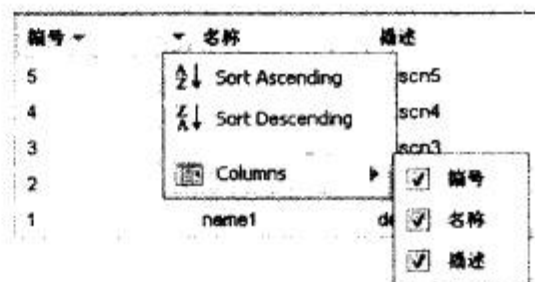 编号 名称 描述
5 Sort Ascending scn5
4 Sort Descending scn4
3 scn3
2 Columns 编号
1 name1 de 名称
描述